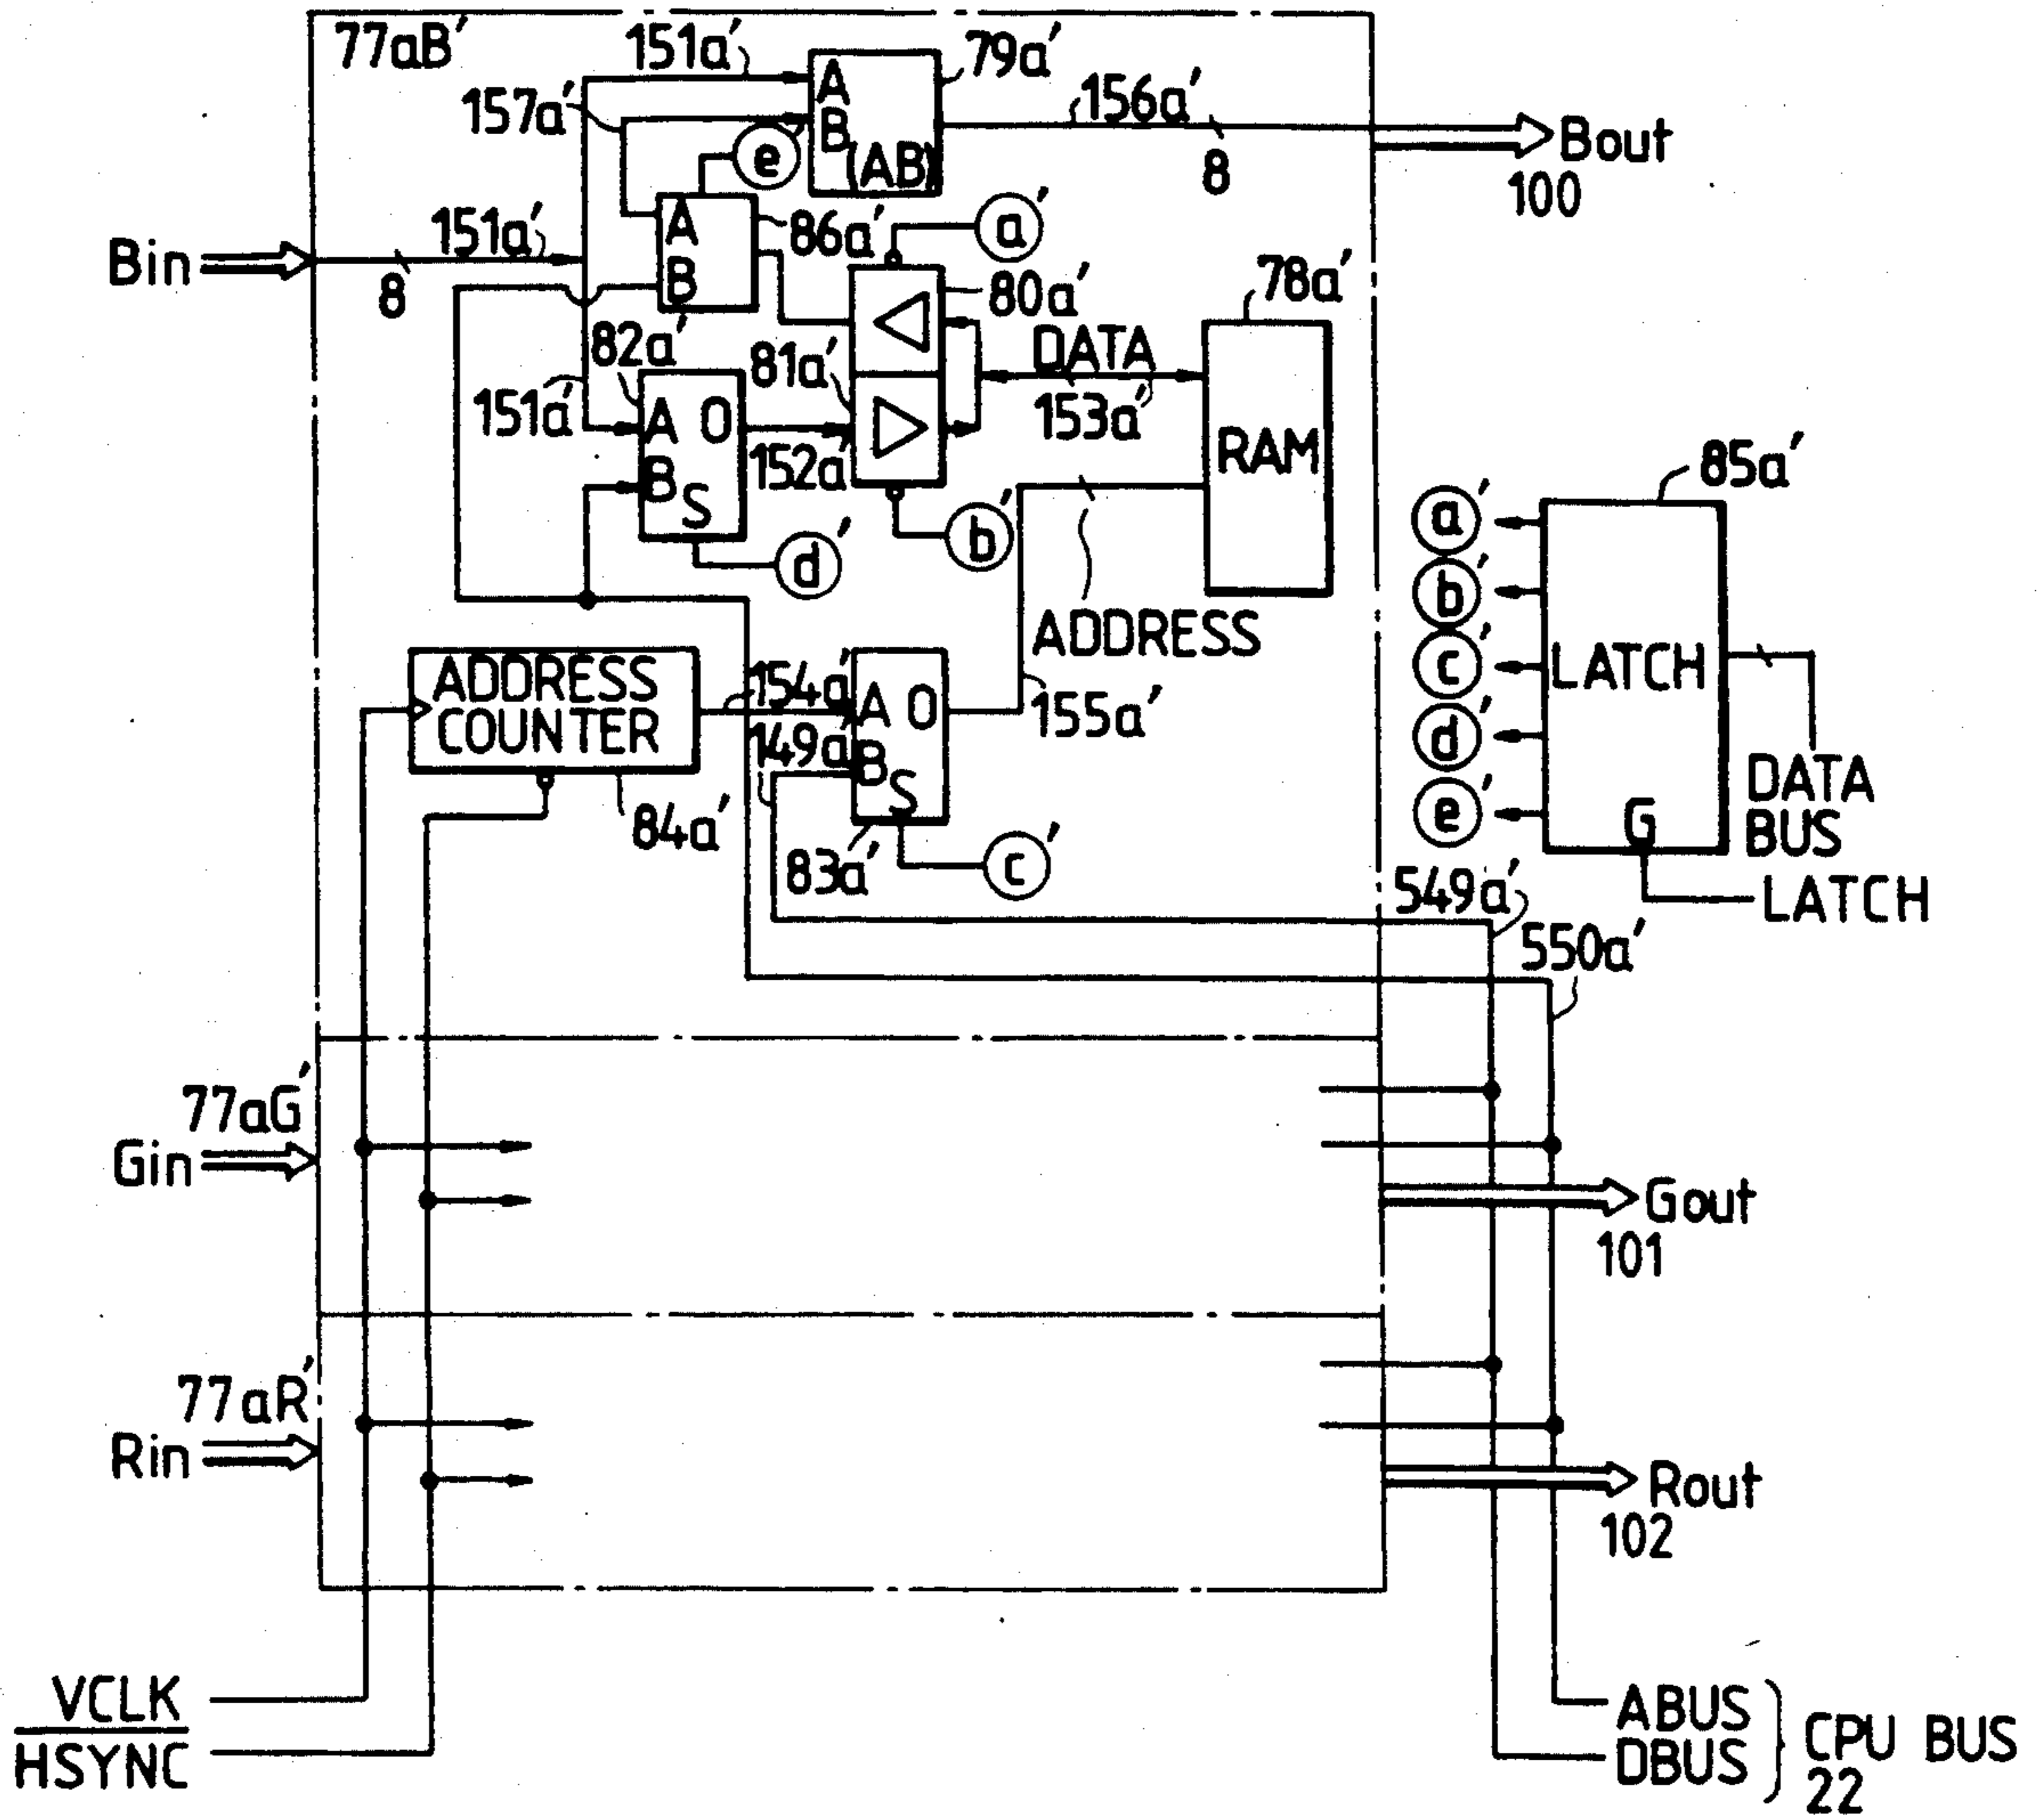 77aB'
151a'
79a'
157a'
A
B
(AB)
156a'
8
Bout
100
e
A
B
86a'
a'
Bin
151a'
8
80a'
78a'
82a'
81a'
DATA
153a'
151a'
A O
B
S
152a'
RAM
b'
d'
85a'
a'
b'
c'
d'
e'
LATCH
G
DATA
BUS
LATCH
ADDRESS
ADDRESS
COUNTER
154a'
149a'
A O
B
S
155a'
84a'
83a'
c'
549a'
550a'
77aG'
Gin
Gout
101
77aR'
Rin
Rout
102
VCLK
HSYNC
ABUS
DBUS
CPU BUS
22